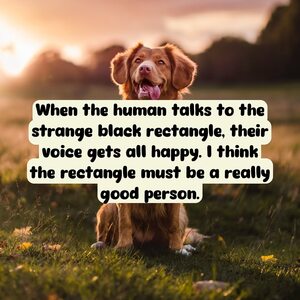 When the human talks to the
strange black rectangle, their
voice gets all happy. I think
the rectangle must be a really
good person.